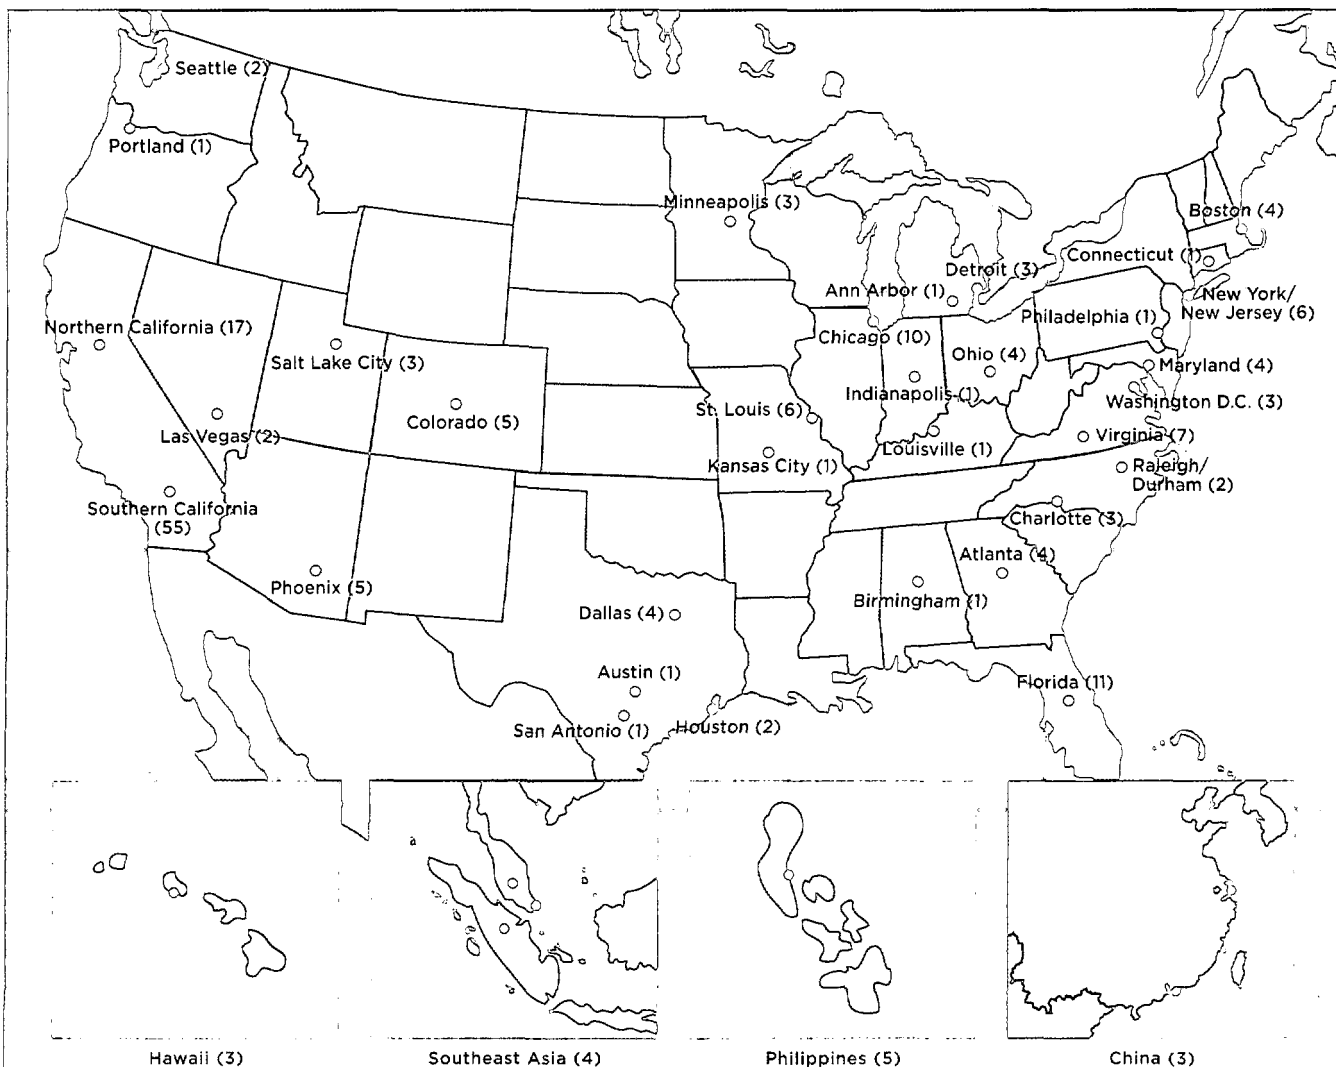 Seattle (2)
Portland (1)
Minneapolis (3)
Boston (4)
Connecticut (1)
Detroit (3)
Ann Arbor (1)
New York/
New Jersey (6)
Philadelphia (1)
Northern California (17)
Chicago (10)
Salt Lake City (3)
Ohio (4)
Maryland (4)
Indianapolis (1)
Washington D.C. (3)
St. Louis (6)
Colorado (5)
Las Vegas (2)
Virginia (7)
Louisville (1)
Kansas City (1)
Raleigh/
Durham (2)
Southern California
(55)
Charlotte (3)
Atlanta (4)
Phoenix (5)
Birmingham (1)
Dallas (4)
Austin (1)
Florida (11)
San Antonio (1)
Houston (2)
Hawaii (3)
Southeast Asia (4)
Philippines (5)
China (3)